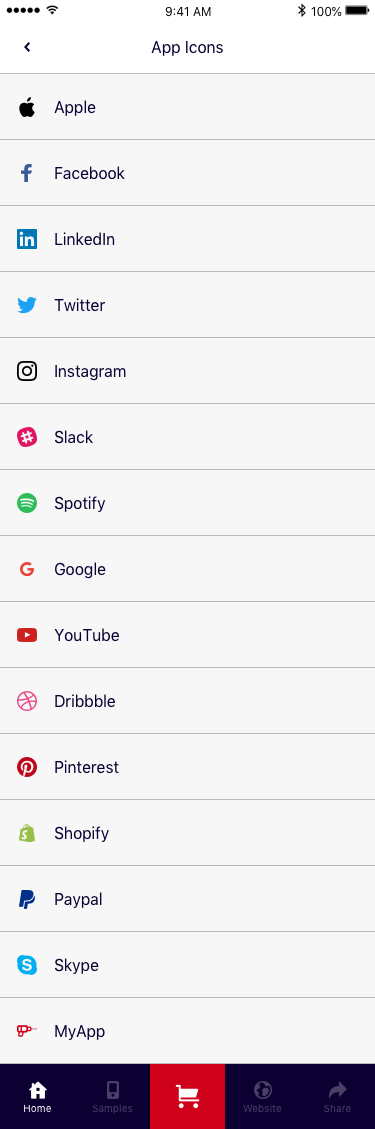 9:41 AM 100%
App Icons
Apple
Facebook
LinkedIn
Twitter
Instagram
Slack
Spotify
Google
YouTube
Dribbble
Pinterest
Shopify
Paypal
Skype
MyApp
Home Samples Website Share